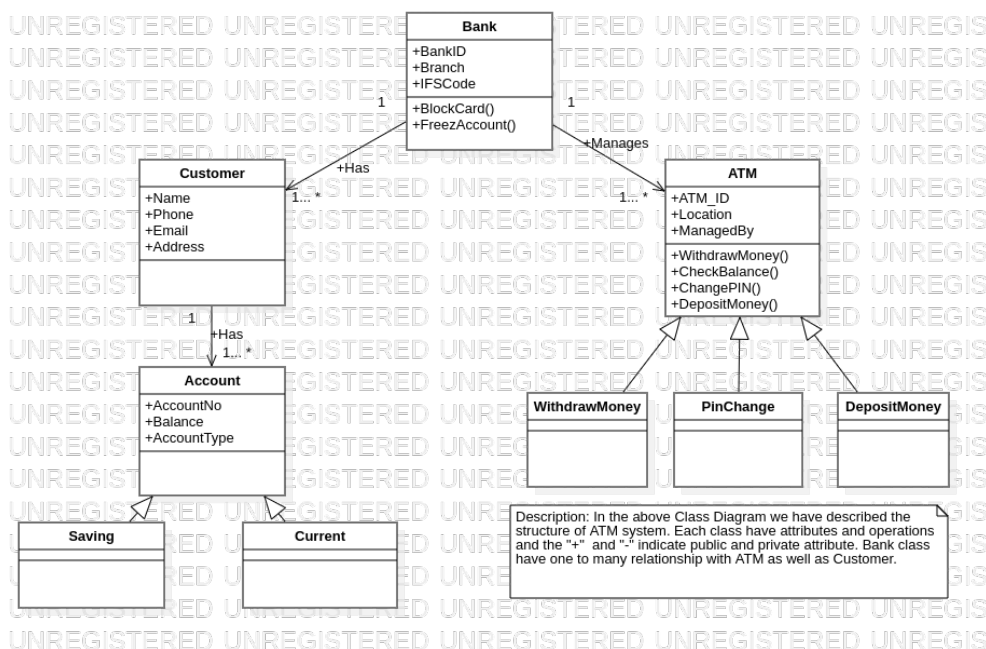 Bank
+BankID
+Branch
+IFSCode
+BlockCard()
+FreezAccount()
1
1
+Has
+Manages
1... *
1... *
Customer
+Name
+Phone
+Email
+Address
ATM
+ATM_ID
+Location
+ManagedBy
+WithdrawMoney()
+CheckBalance()
+ChangePIN()
+DepositMoney()
1
+Has
1... *
Account
+AccountNo
+Balance
+AccountType
WithdrawMoney
PinChange
DepositMoney
Saving
Current
Description: In the above Class Diagram we have described the
structure of ATM system. Each class have attributes and operations
and the "+"  and "-" indicate public and private attribute. Bank class
have one to many relationship with ATM as well as Customer.
UNREGISTERED